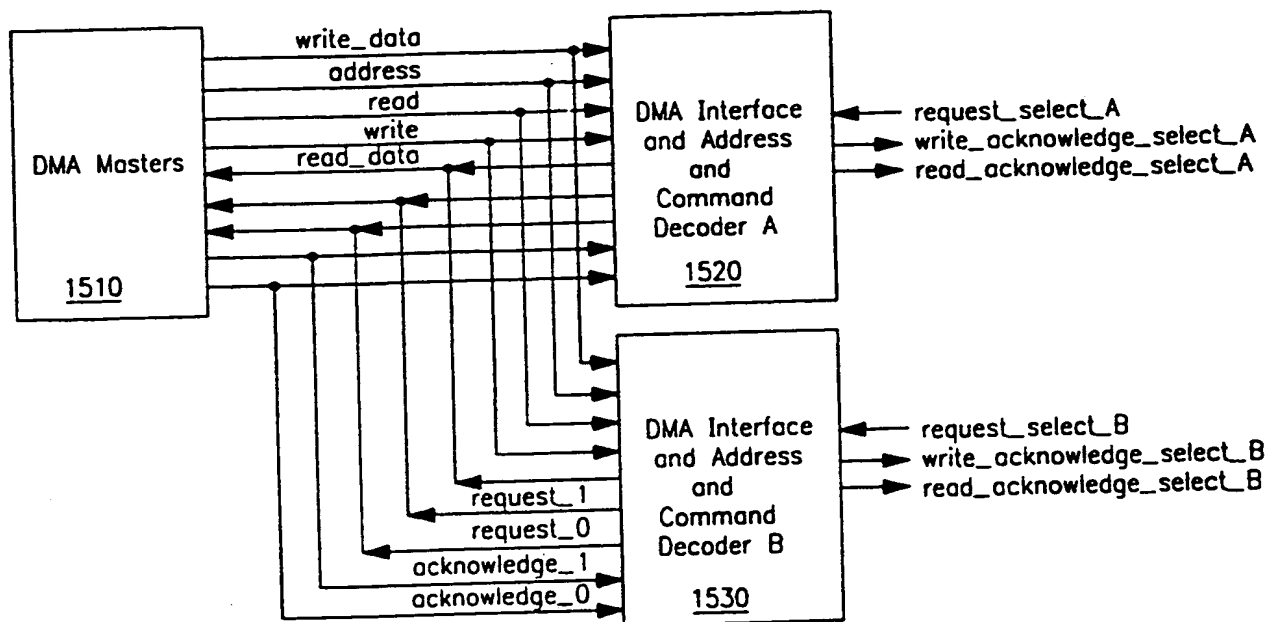 write_data
address
read
write
read_data
DMA Masters
1510
DMA Interface
and Address
and
Command
Decoder A
1520
request_select_A
write_acknowledge_select_A
read_acknowledge_select_A
DMA Interface
and Address
and
Command
Decoder B
1530
request_select_B
write_acknowledge_select_B
read_acknowledge_select_B
request_1
request_0
acknowledge_1
acknowledge_0